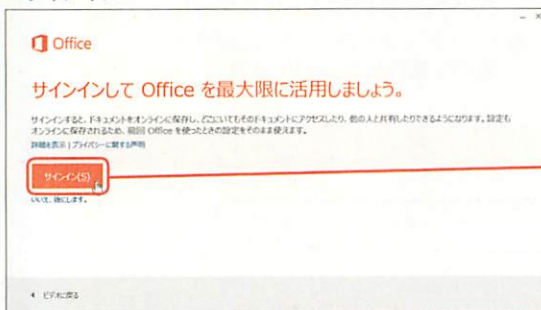 Office
サインインして Office を最大限に活用しましょう。
サインインすると、ドキュメントをオンラインに保存し、どこにいてもそのドキュメントにアクセスしたり、他の人と共有したりできるようになります。設定も
オンラインに保存されるため、前回 Office を使ったときの設定をそのまま使えます。
詳細を表示 | プライバシーに関する声明
サインイン(S)
いいえ、後にします。
ビデオに戻る